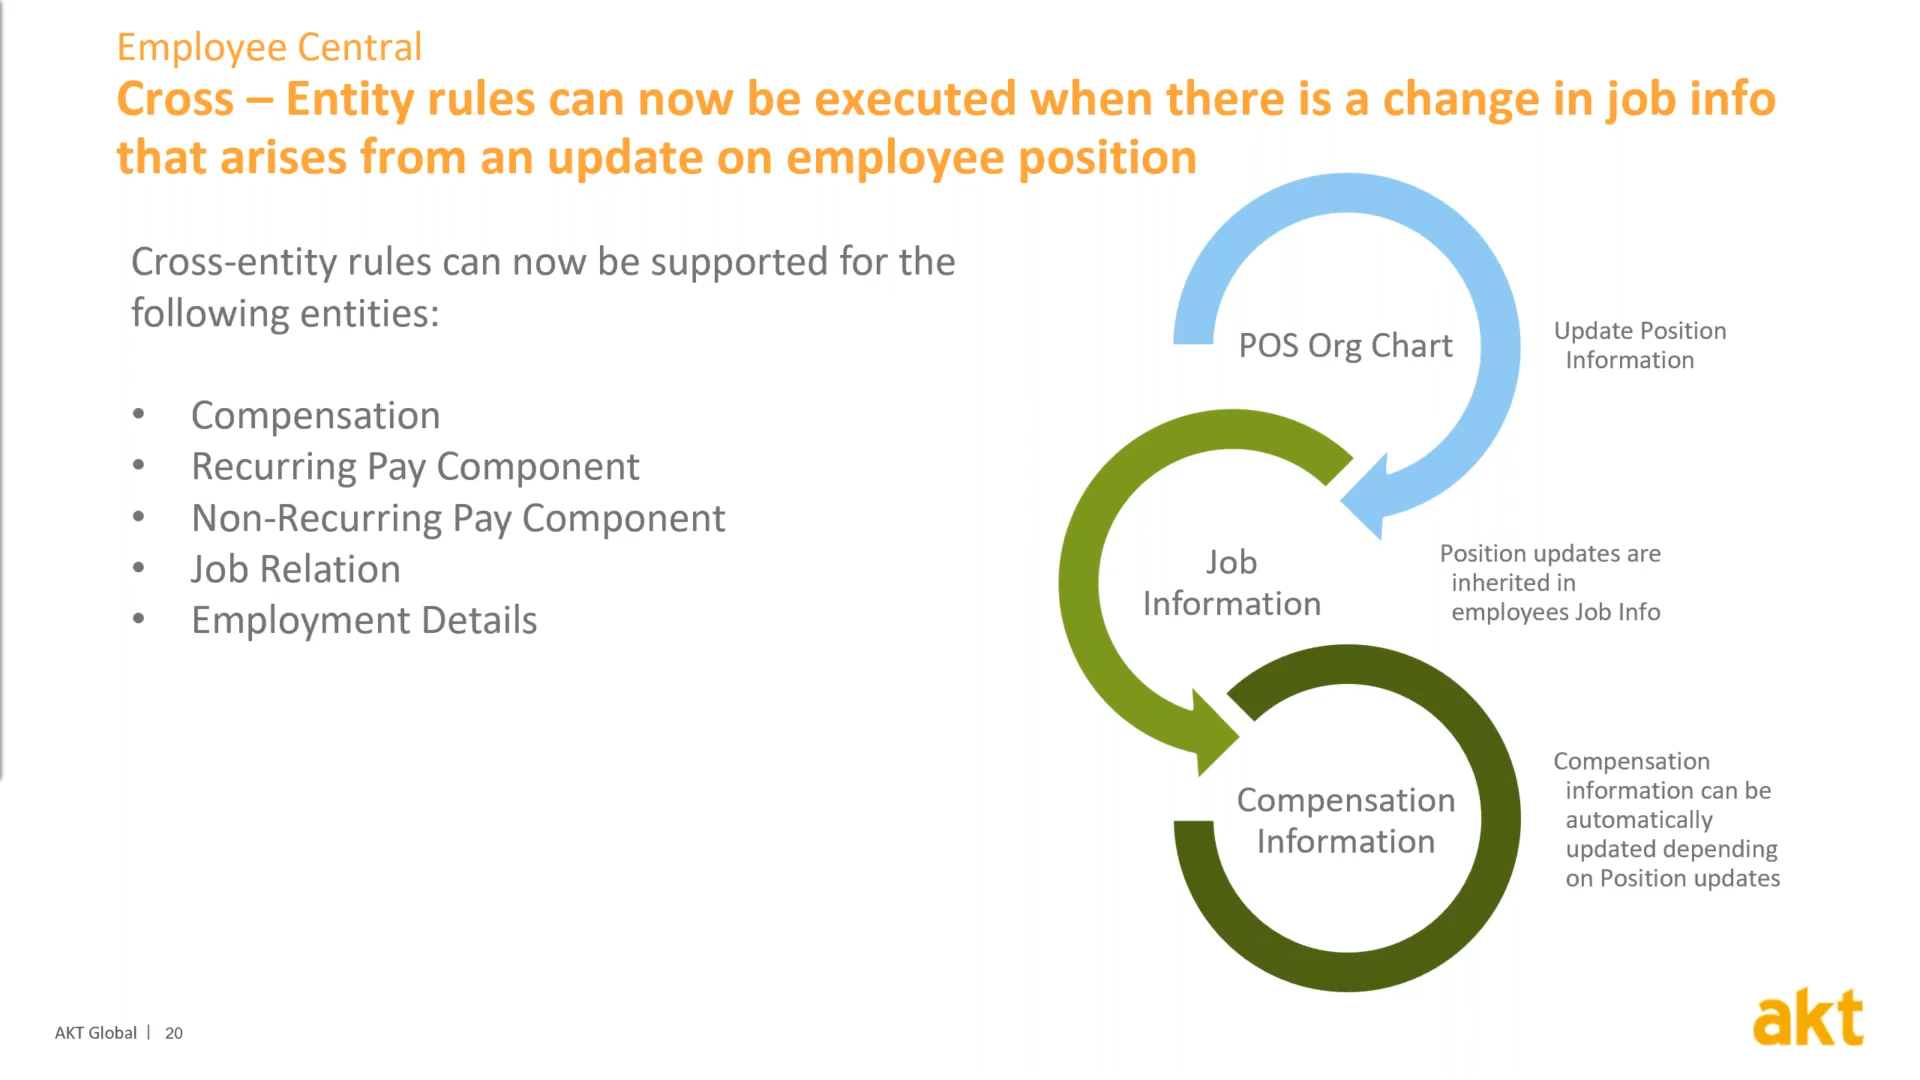 Employee Central
Cross – Entity rules can now be executed when there is a change in job info
that arises from an update on employee position
Cross-entity rules can now be supported for the
following entities:
• Compensation
• Recurring Pay Component
• Non-Recurring Pay Component
• Job Relation
• Employment Details
POS Org Chart
Update Position
Information
Job
Information
Position updates are
inherited in
employees Job Info
Compensation
Information
Compensation
information can be
automatically
updated depending
on Position updates
AKT Global | 20
akt